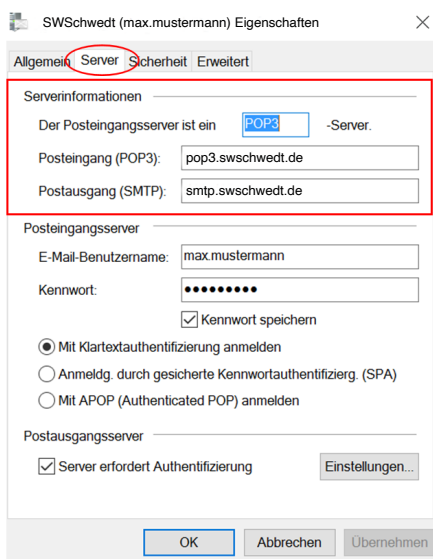 SWSchwedt (max.mustermann) Eigenschaften
Allgemein Server Sicherheit Erweitert
Serverinformationen
Der Posteingangsserver ist ein POP3 -Server.
Posteingang (POP3): pop3.swschwedt.de
Postausgang (SMTP): smtp.swschwedt.de
Posteingangsserver
E-Mail-Benutzername: max.mustermann
Kennwort: •••••••••
Kennwort speichern
Mit Klartextauthentifizierung anmelden
Anmeldg. durch gesicherte Kennwortauthentifizierg. (SPA)
Mit APOP (Authenticated POP) anmelden
Postausgangsserver
Server erfordert Authentifizierung Einstellungen...
OK Abbrechen Übernehmen